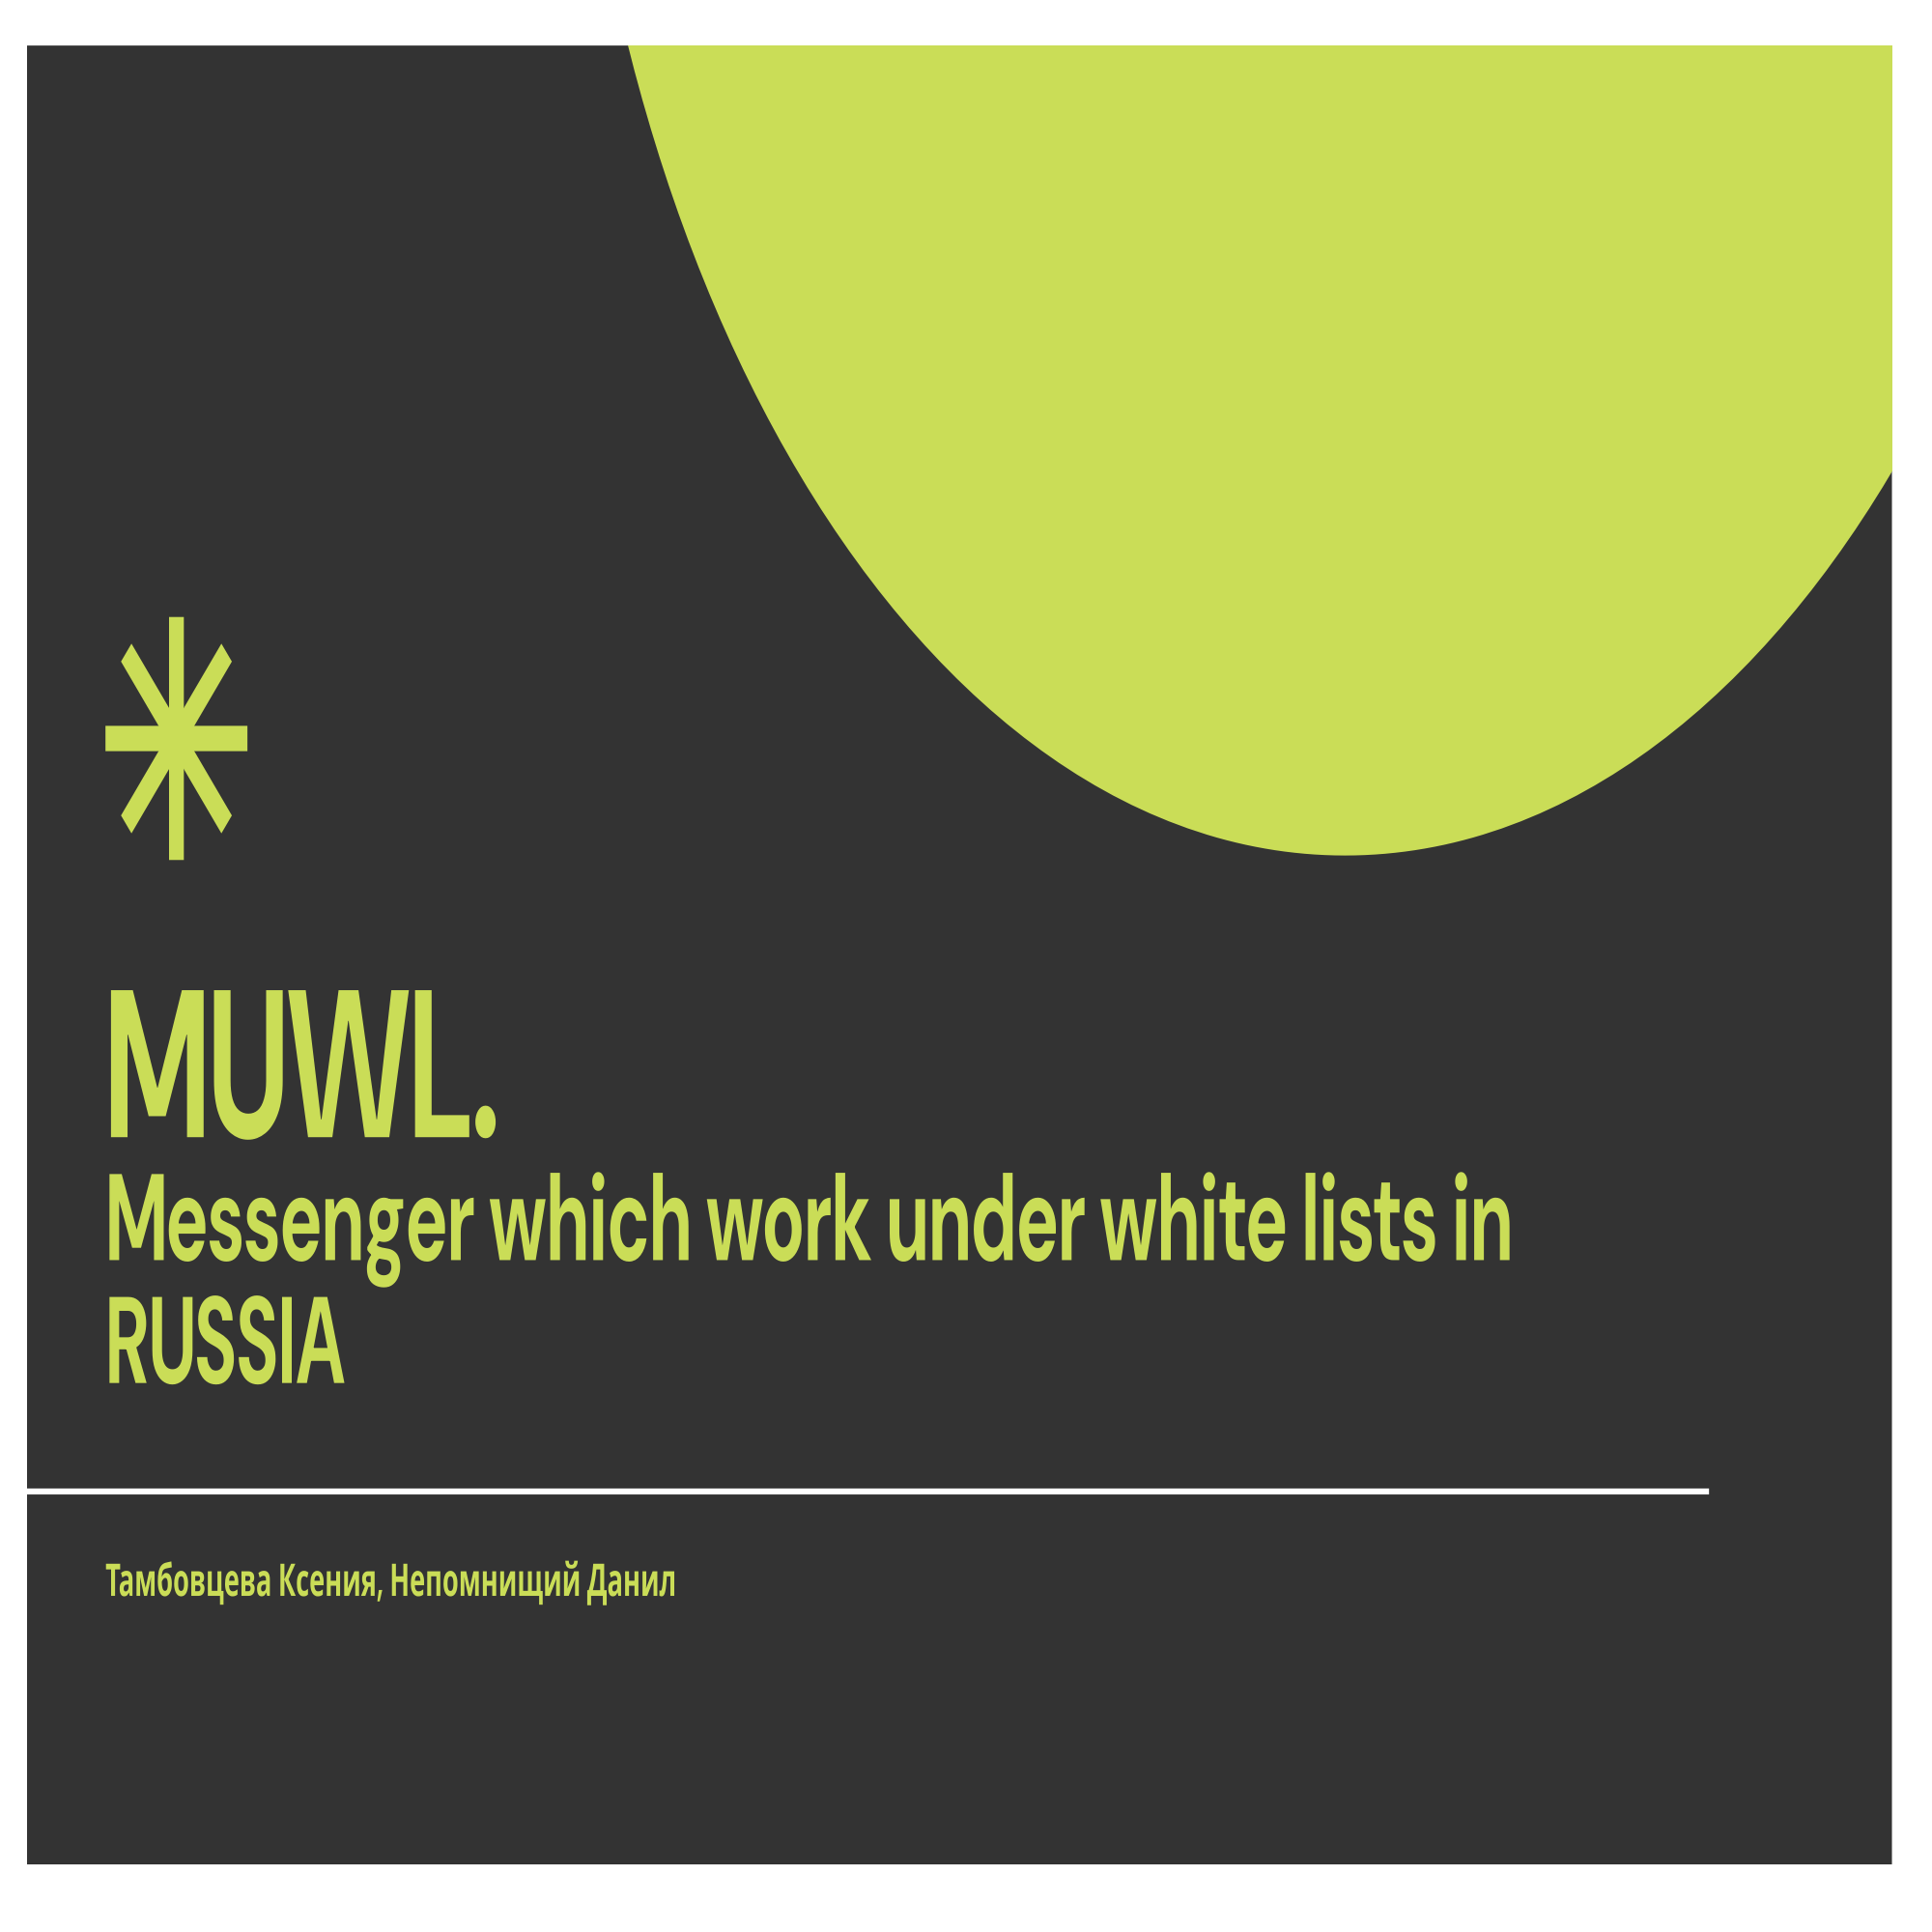 MUWL.
Messenger which work under white lists in
RUSSIA
Тамбовцева Ксения, Непомнищий Данил